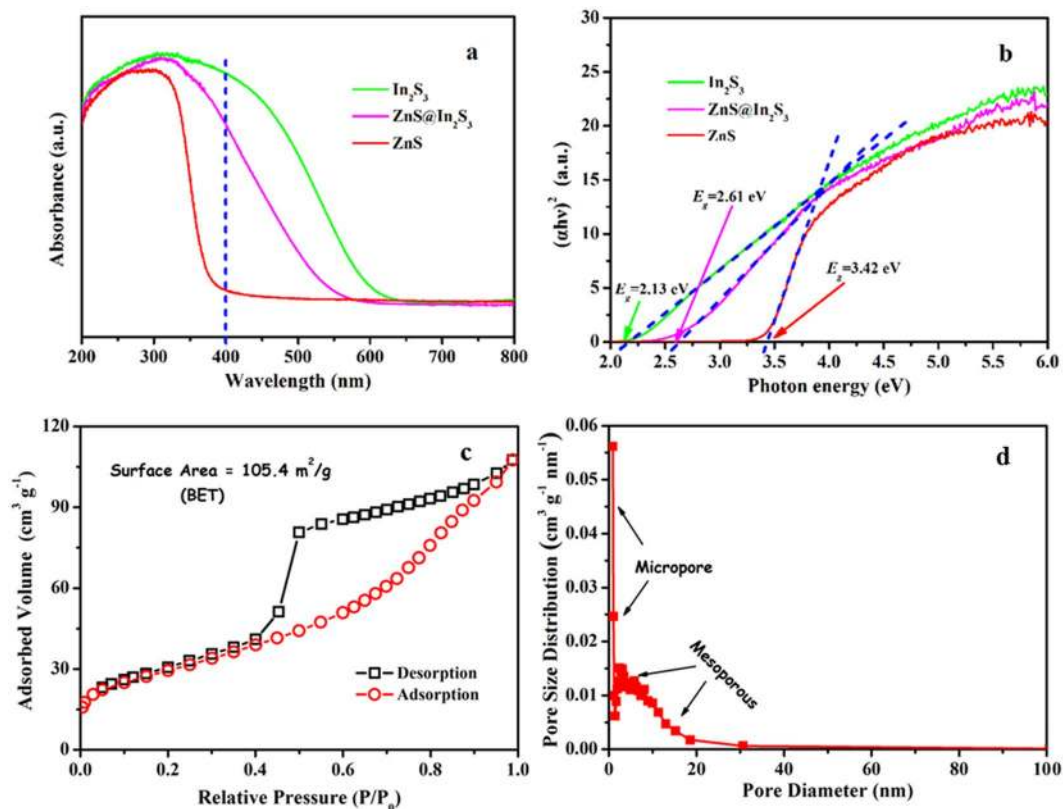 a
In₂S₃
ZnS@In₂S₃
ZnS
Absorbance (a.u.)
200 300 400 500 600 700 800
Wavelength (nm)
b
30
25
20
15
10
5
0
In₂S₃
ZnS@In₂S₃
ZnS
(αhν)² (a.u.)
E_g=2.61 eV
E_g=3.42 eV
E_g=2.13 eV
2.0 2.5 3.0 3.5 4.0 4.5 5.0 5.5 6.0
Photon energy (eV)
c
120
90
60
30
0
Surface Area = 105.4 m²/g
(BET)
Adsorbed Volume (cm³ g⁻¹)
Desorption
Adsorption
0.0 0.2 0.4 0.6 0.8 1.0
Relative Pressure (P/P₀)
d
0.06
0.05
0.04
0.03
0.02
0.01
0.00
Pore Size Distribution (cm³ g⁻¹ nm⁻¹)
Micropore
Mesoporous
0 20 40 60 80 100
Pore Diameter (nm)